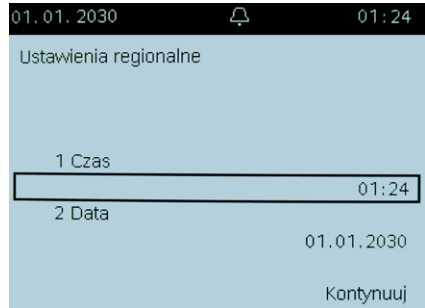 01.01.2030 01:24
Ustawienia regionalne
1 Czas
01:24
2 Data
01.01.2030
Kontynuuj